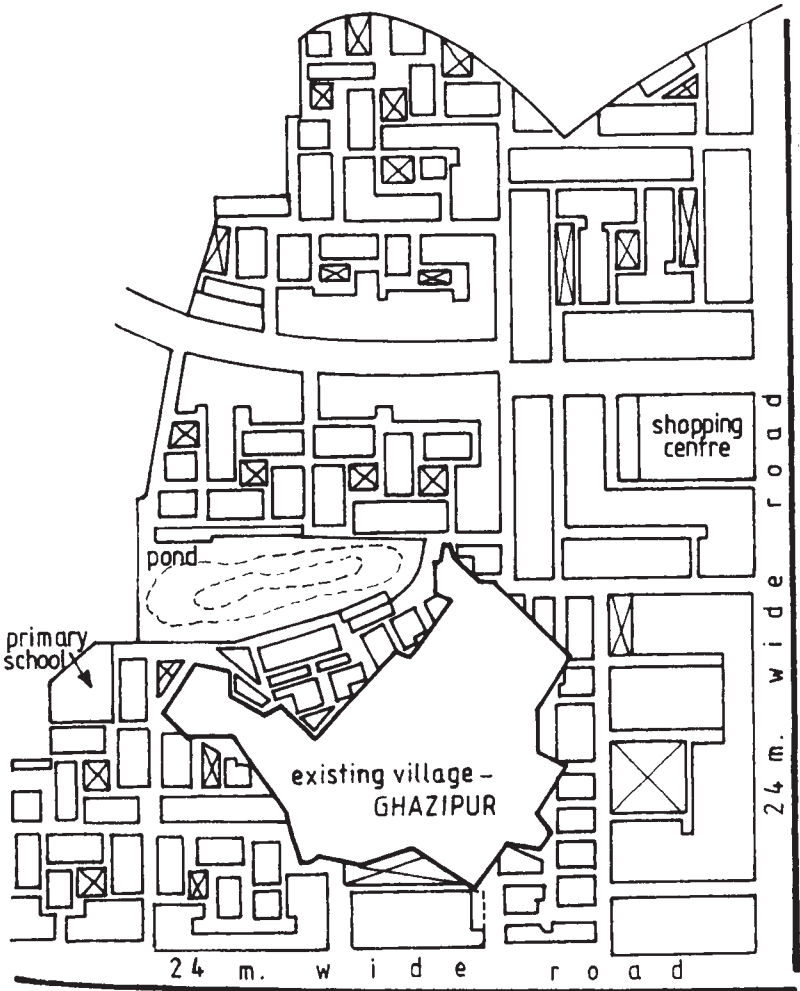 shopping
centre
24 m. wide road
pond
primary
school
existing village –
GHAZIPUR
24 m. wide road